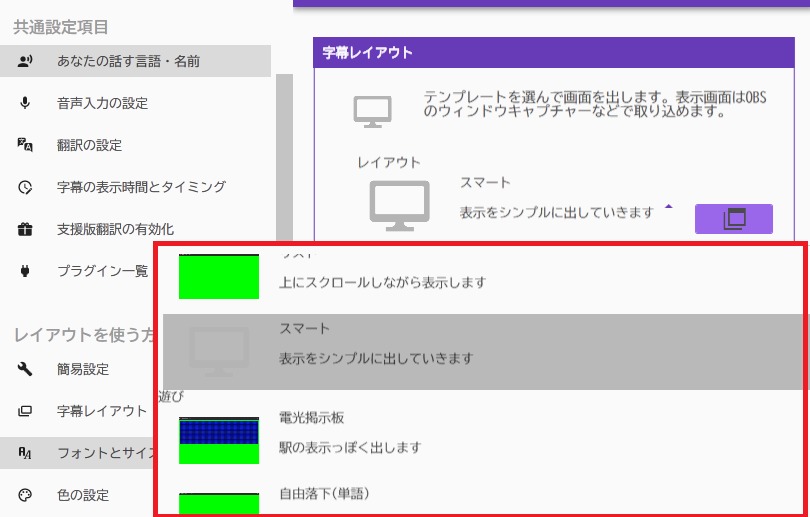 共通設定項目
あなたの話す言語・名前
音声入力の設定
翻訳の設定
字幕の表示時間とタイミング
支援版翻訳の有効化
プラグイン一覧
レイアウトを使う方
簡易設定
字幕レイアウト
フォントとサイズ
色の設定
字幕レイアウト
テンプレートを選んで画面を出します。表示画面はOBS
のウィンドウキャプチャーなどで取り込めます。
レイアウト
スマート
表示をシンプルに出していきます
リスト
上にスクロールしながら表示します
スマート
表示をシンプルに出していきます
遊び
電光掲示板
駅の表示っぽく出します
自由落下(単語)